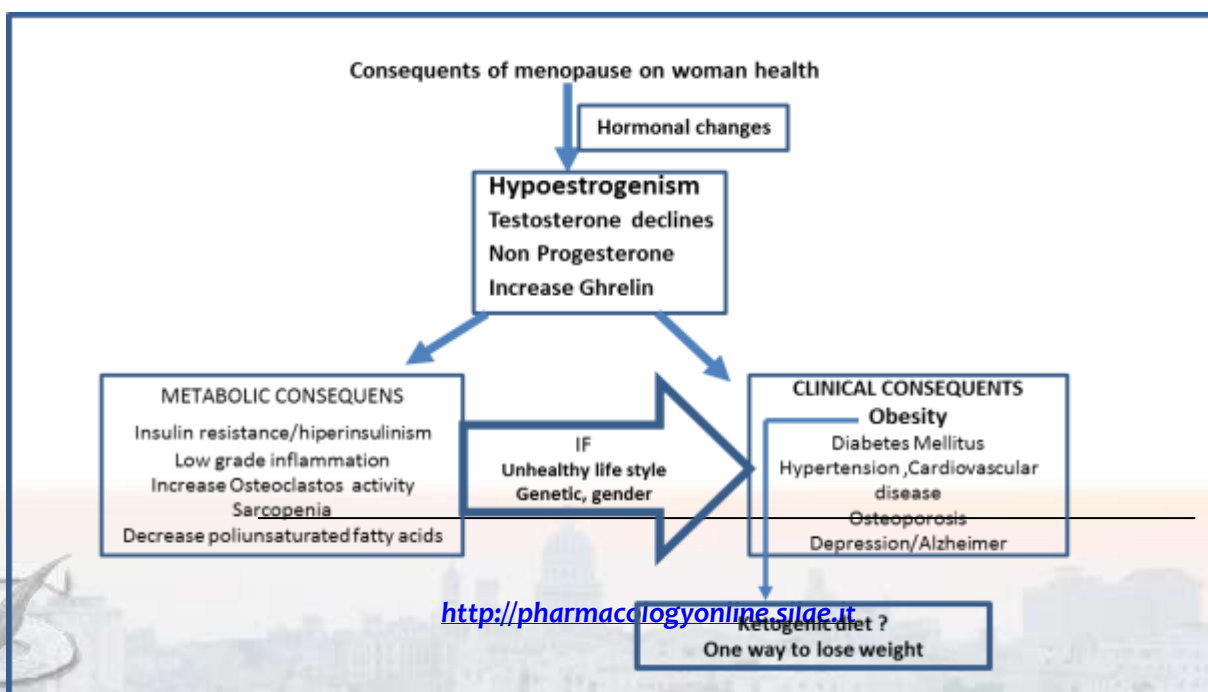 Consequents of menopause on woman health
Hormonal changes
Hypoestrogenism
Testosterone declines
Non Progesterone
Increase Ghrelin
METABOLIC CONSEQUENS
Insulin resistance/hiperinsulinism
Low grade inflammation
Increase Osteoclastos activity
Sarcopenia
Decrease poliunsaturated fatty acids
IF
Unhealthy life style
Genetic, gender
CLINICAL CONSEQUENTS
Obesity
Diabetes Mellitus
Hypertension ,Cardiovascular
disease
Osteoporosis
Depression/Alzheimer
http://pharmacologyonline.silae.it
Ketogenic diet ?
One way to lose weight